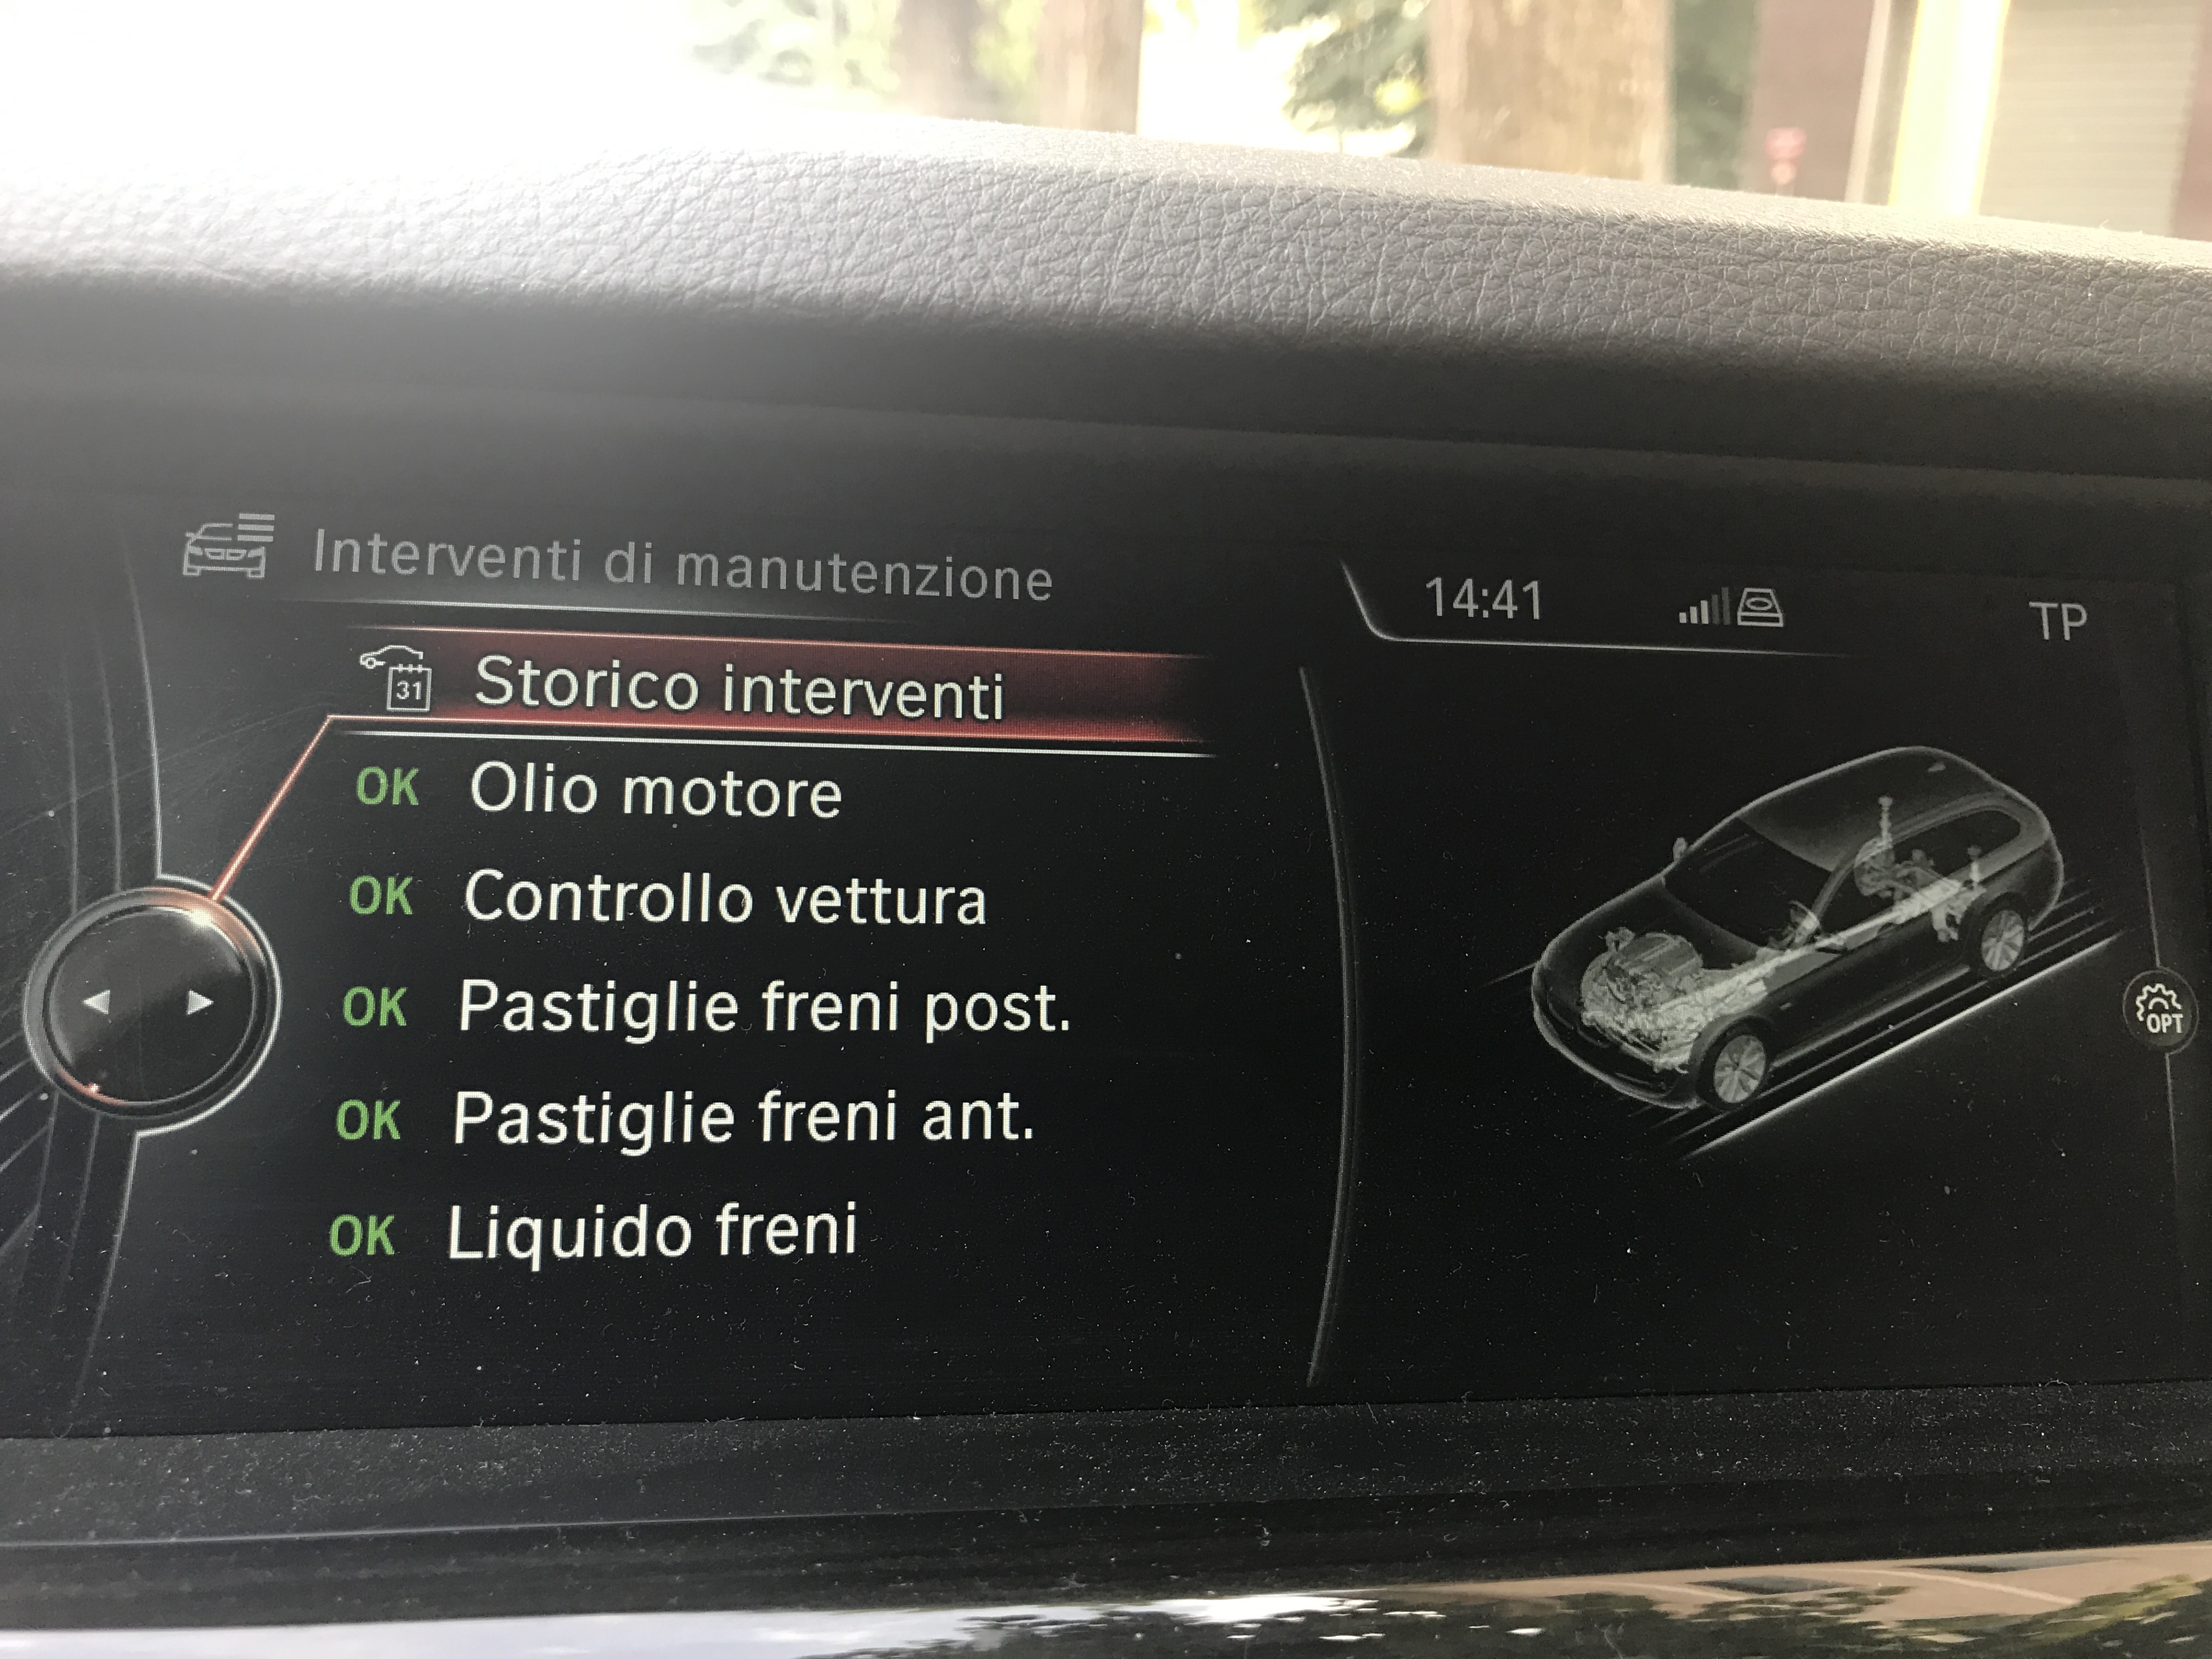 Interventi di manutenzione
14:41 TP
31 Storico interventi
OK Olio motore
OK Controllo vettura
OK Pastiglie freni post.
OK Pastiglie freni ant.
OK Liquido freni
OPT